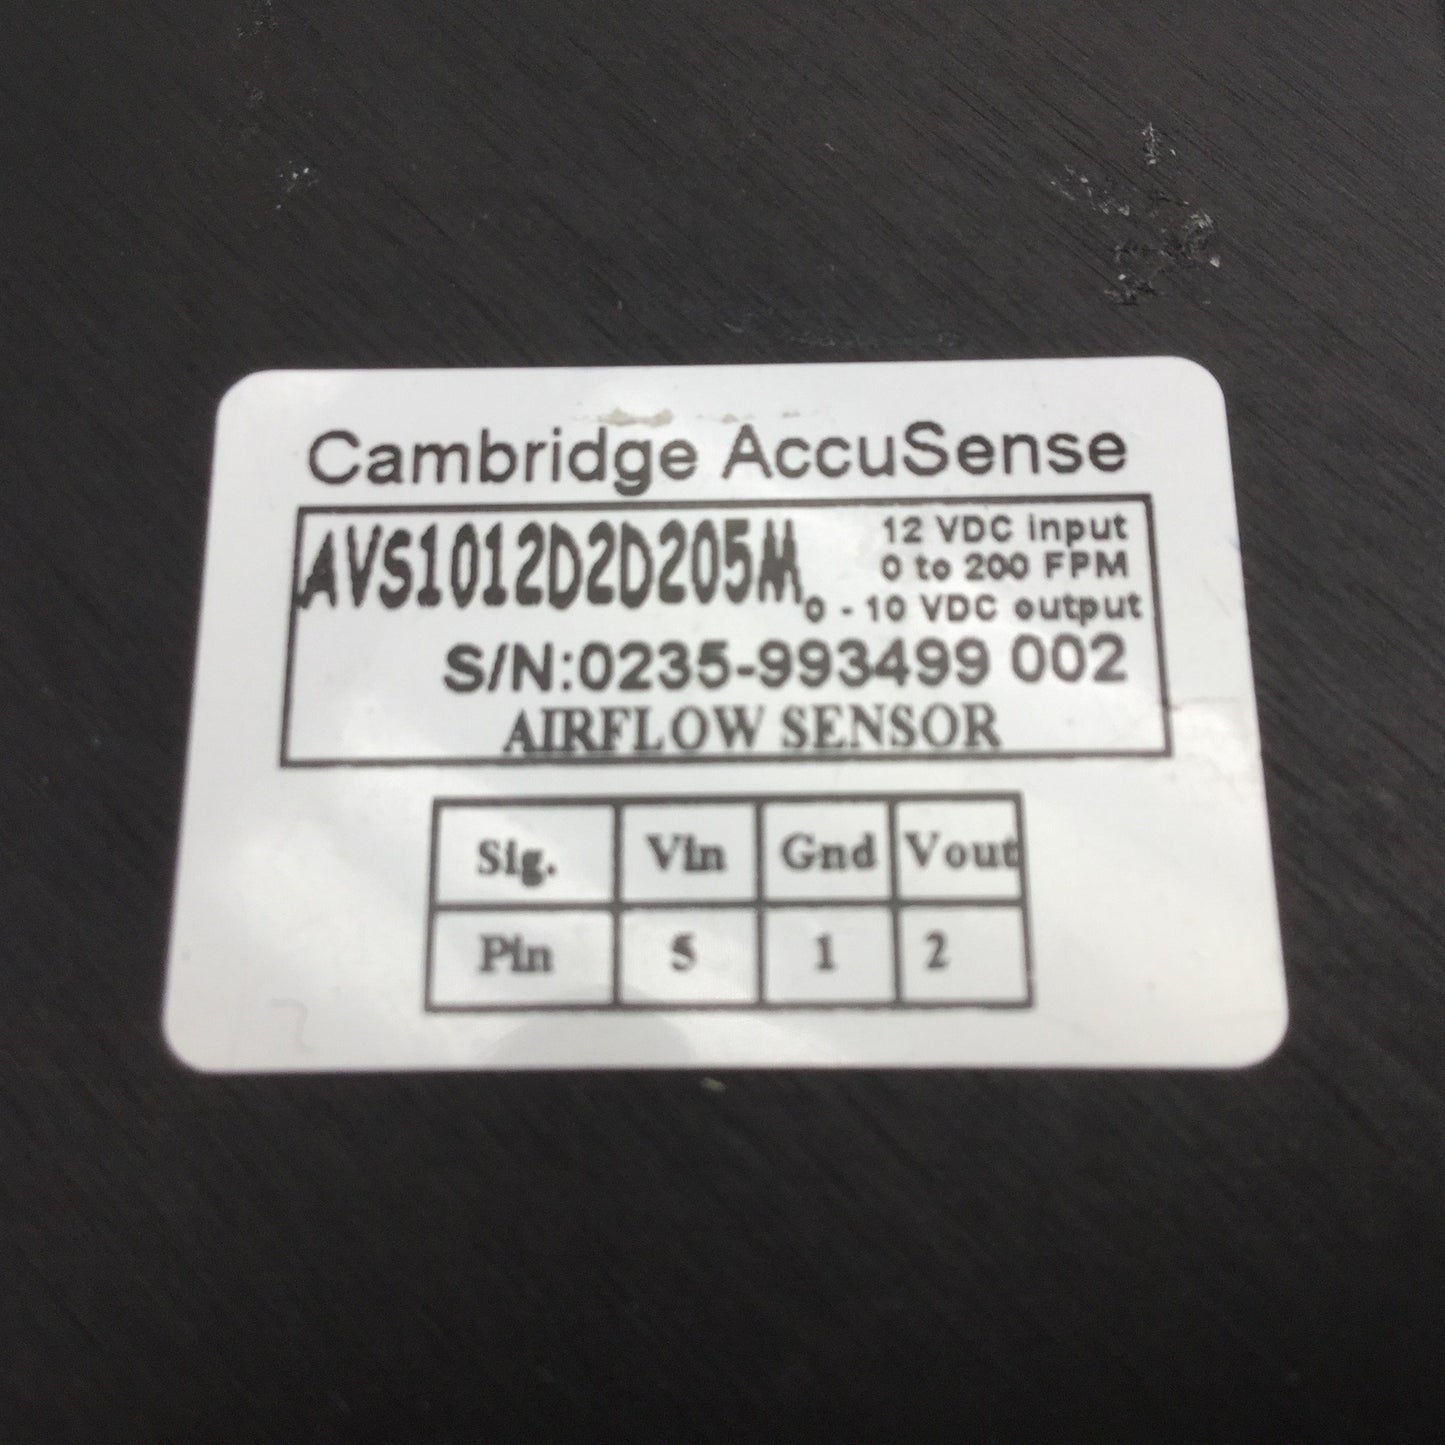 Cambridge AccuSense
AVS1012D2D205M
12 VDC input
0 to 200 FPM
0 - 10 VDC output
S/N:0235-993499 002
AIRFLOW SENSOR
Sig. Vin Gnd Vout
Pin 5 1 2